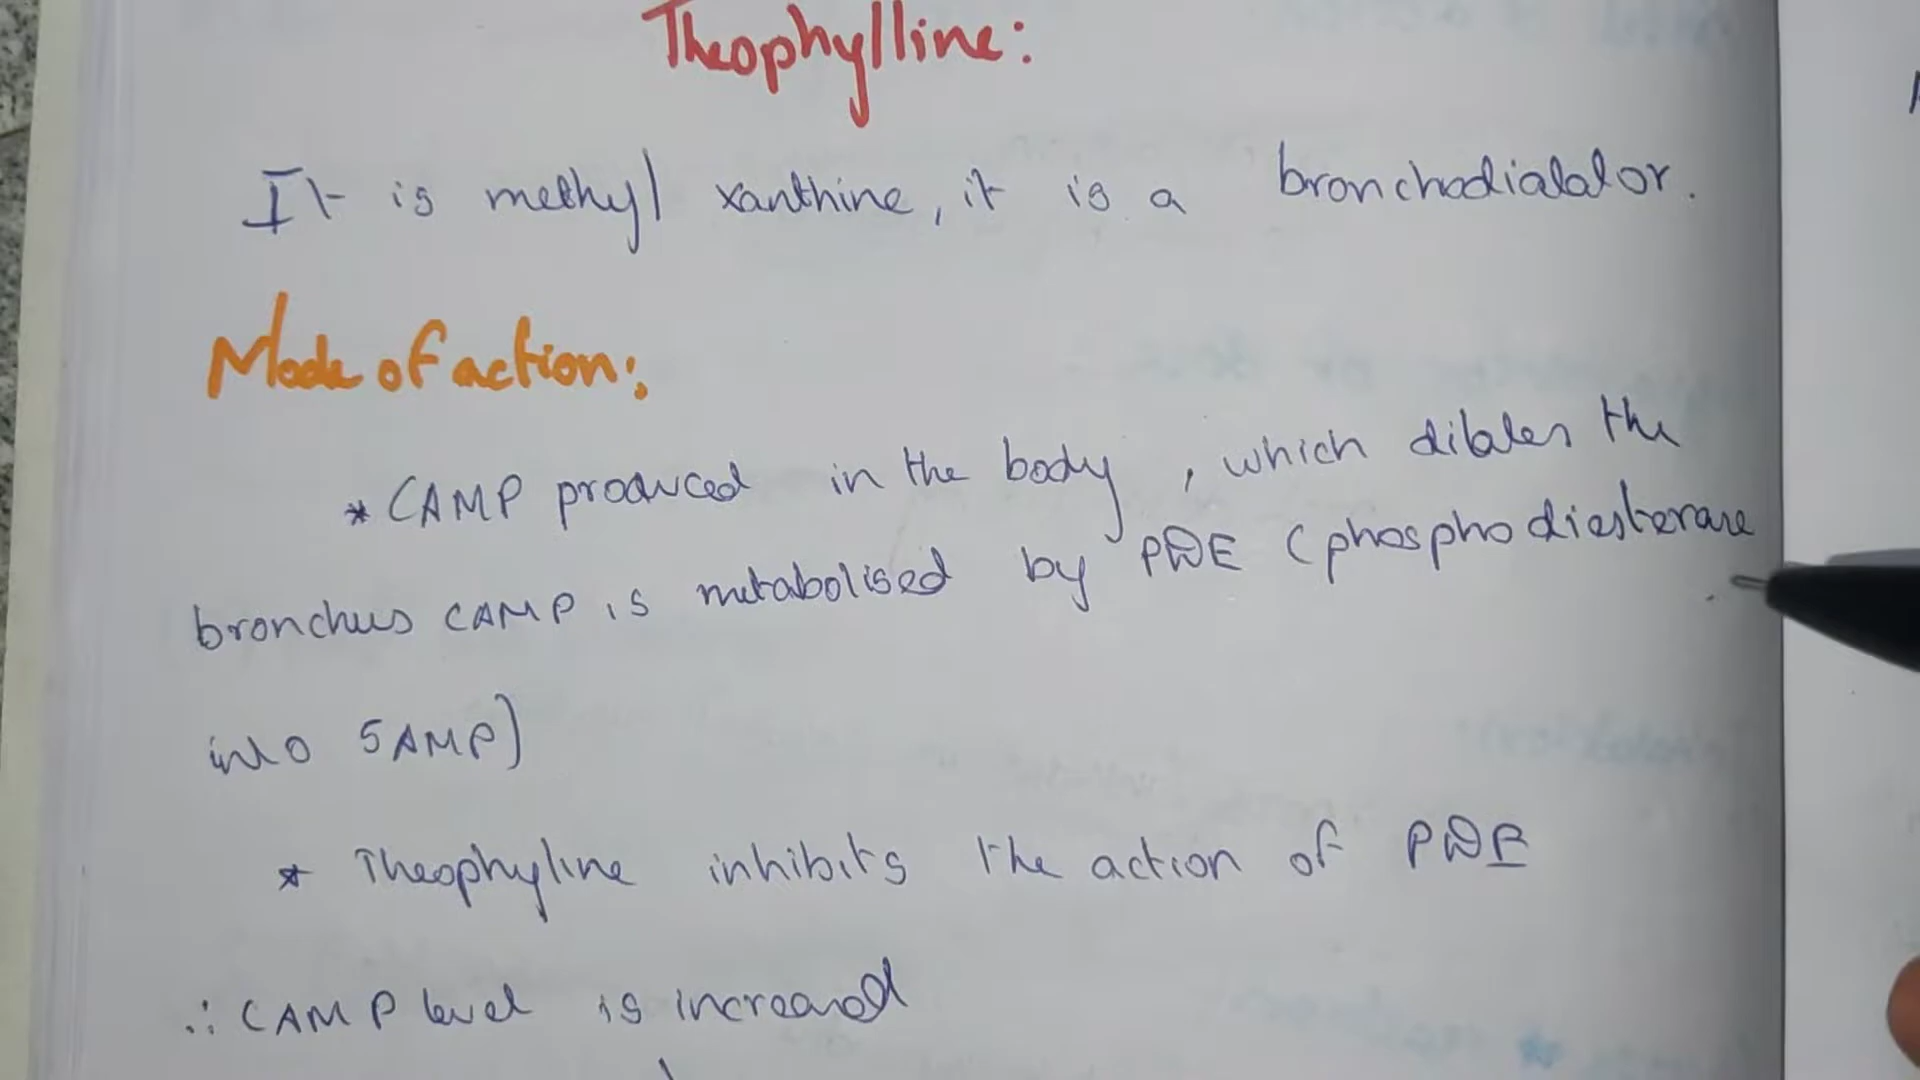 Theophylline:
It is methyl xanthine, it is a bronchodialator.
Mode of action:
* CAMP produced in the body, which dilates the
bronchus CAMP is metabolised by PDE (phosphodiesterase
into 5AMP)
* Theophyline inhibits the action of PDE
∴ CAMP level is increased